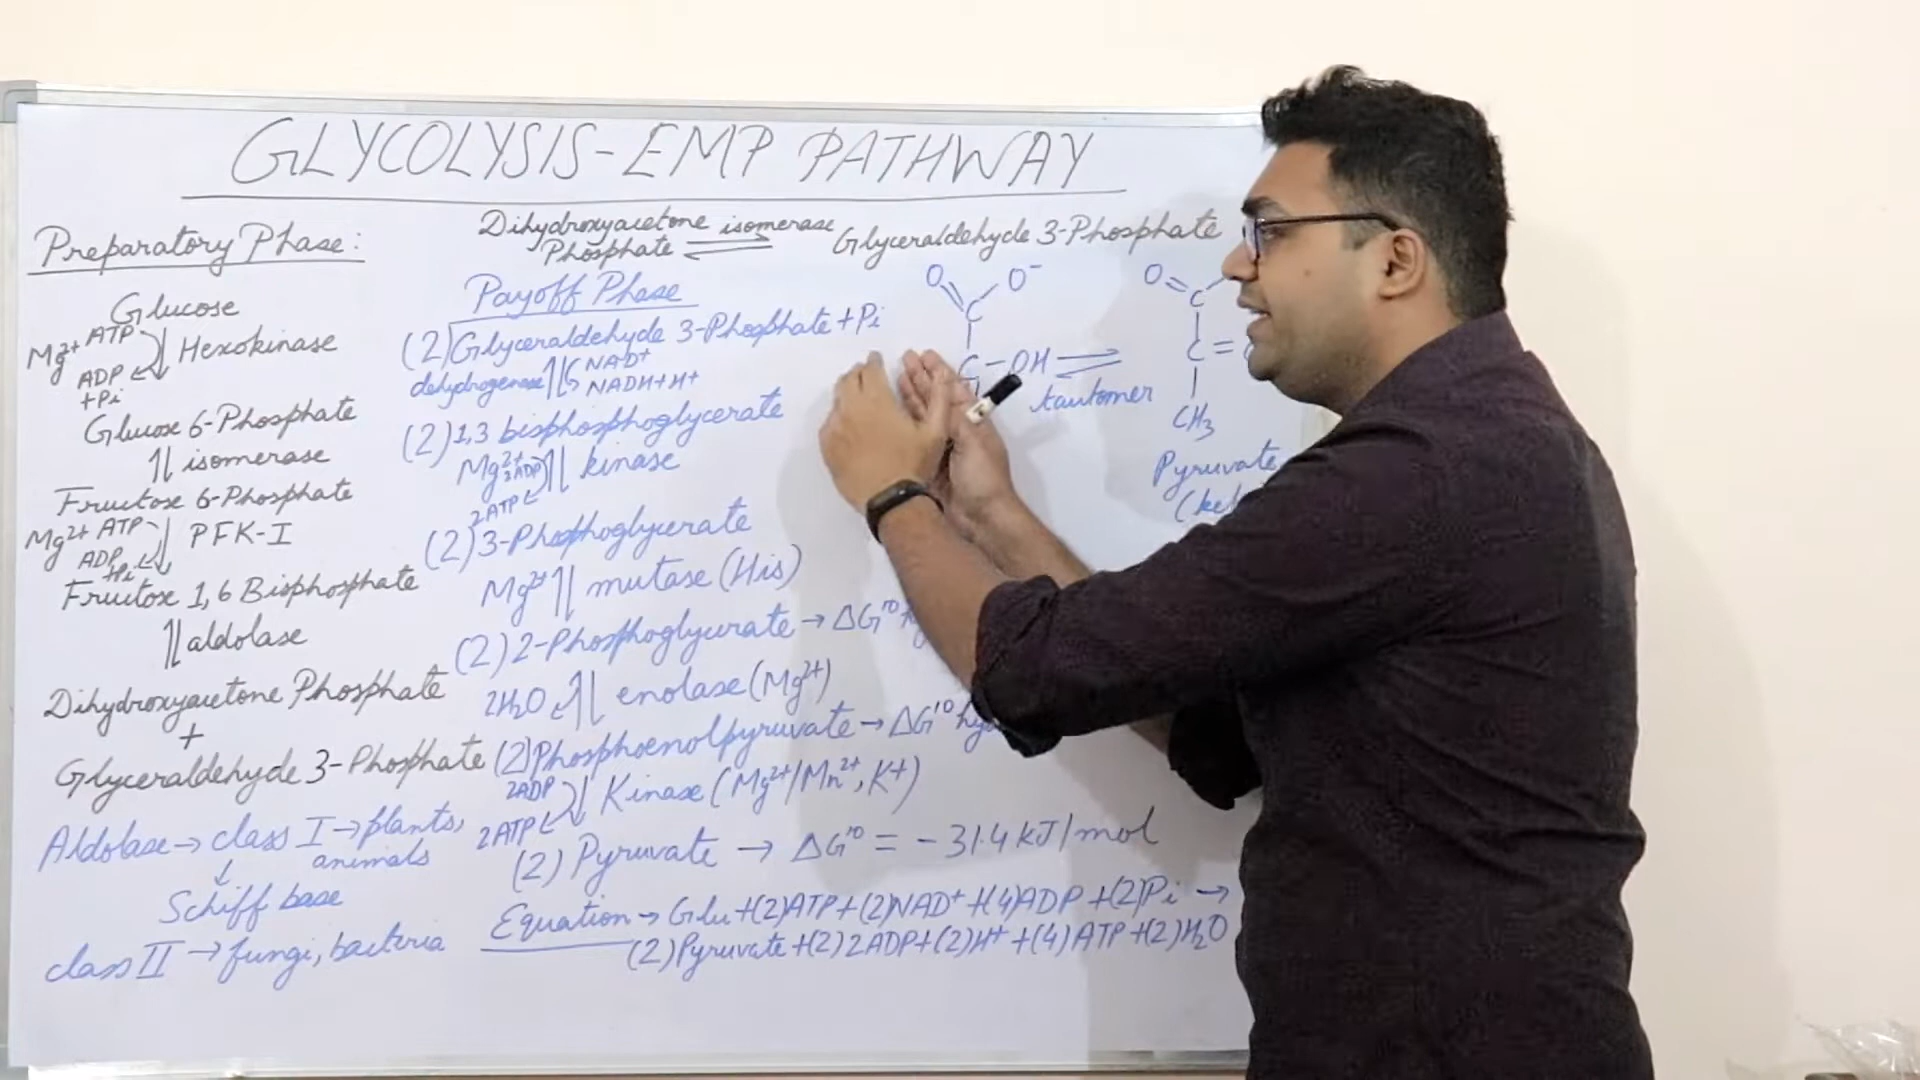 GLYCOLYSIS-EMP PATHWAY
Preparatory Phase:
Glucose
Mg2+ ATP Hexokinase
ADP
+Pi
Glucose 6-Phosphate
isomerase
Fructose 6-Phosphate
Mg2+ ATP PFK-I
ADP
+Pi
Fructose 1,6 Bisphosphate
aldolase
Dihydroxyacetone Phosphate
+
Glyceraldehyde 3-Phosphate
Aldolase → class I → plants,
animals
↓
Schiff base
class II → fungi, bacteria
Dihydroxyacetone isomerase
Phosphate ⇌ Glyceraldehyde 3-Phosphate
Payoff Phase
(2) Glyceraldehyde 3-Phosphate + Pi
dehydrogenase NAD+
NADH+H+
(2) 1,3 bisphosphoglycerate
Mg2+ 2ADP kinase
2ATP
(2) 3-Phosphoglycerate
Mg2+ mutase (His)
(2) 2-Phosphoglycerate → ΔG'°
2H2O enolase (Mg2+)
(2) Phosphoenolpyruvate → ΔG'°
2ADP Kinase (Mg2+/Mn2+, K+)
2ATP
(2) Pyruvate → ΔG'° = -31.4 kJ/mol
Equation → Glu+(2)ATP+(2)NAD+ +(4)ADP+(2)Pi →
(2)Pyruvate+(2)2ADP+(2)H+ +(4)ATP+(2)H2O
O O-
C
C-OH ⇌
tautomer
O C
C =
CH3
Pyruvate